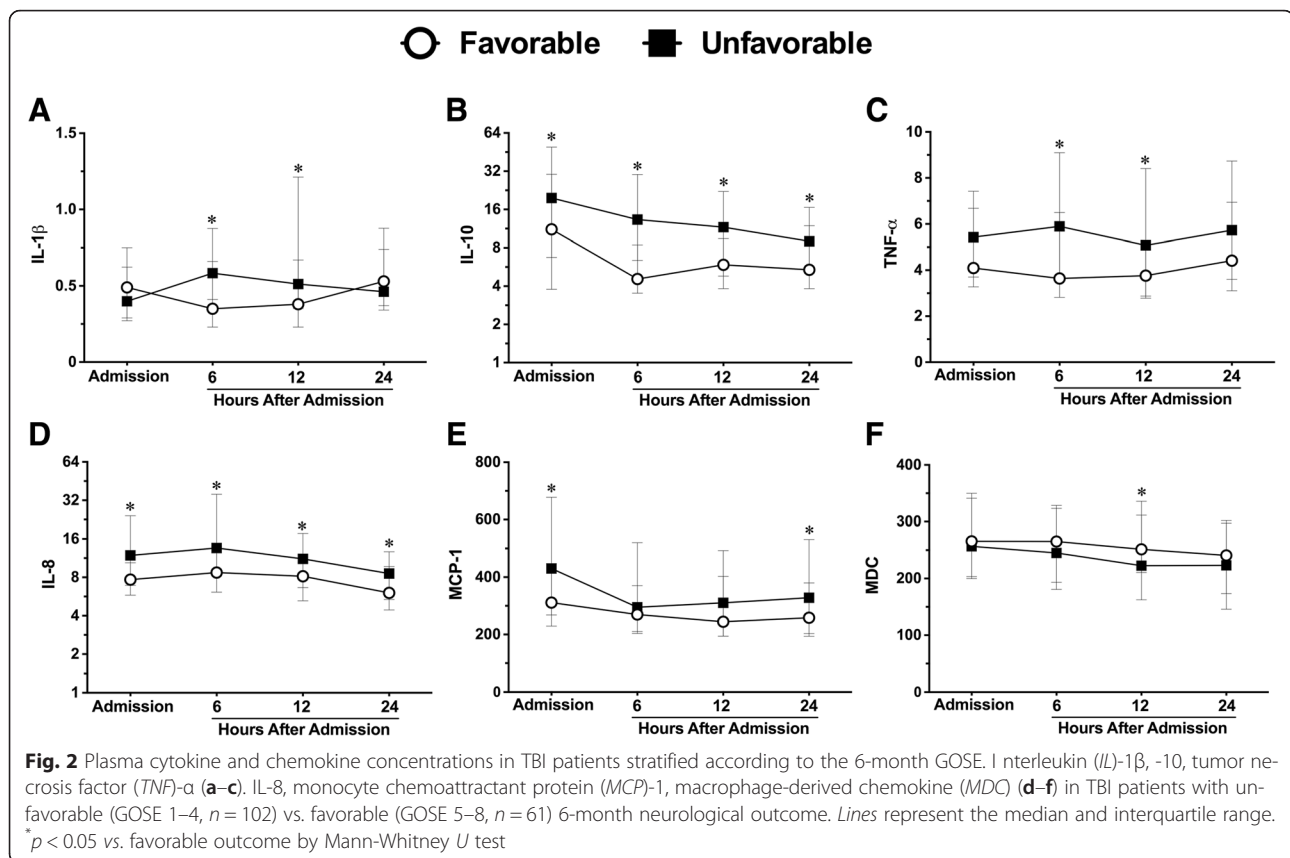 Favorable Unfavorable
A
1.5
1.0
0.5
0
IL-1β
* *
Admission 6 12 24
Hours After Admission
B
64
32
16
8
4
2
1
IL-10
* * * *
Admission 6 12 24
Hours After Admission
C
10
8
6
4
2
0
TNF-α
* *
Admission 6 12 24
Hours After Admission
D
64
32
16
8
4
2
1
IL-8
* * * *
Admission 6 12 24
Hours After Admission
E
800
600
400
200
0
MCP-1
* *
Admission 6 12 24
Hours After Admission
F
400
300
200
100
0
MDC
*
Admission 6 12 24
Hours After Admission
Fig. 2 Plasma cytokine and chemokine concentrations in TBI patients stratified according to the 6-month GOSE. I nterleukin (IL)-1β, -10, tumor ne-
crosis factor (TNF)-α (a–c). IL-8, monocyte chemoattractant protein (MCP)-1, macrophage-derived chemokine (MDC) (d–f) in TBI patients with un-
favorable (GOSE 1–4, n = 102) vs. favorable (GOSE 5–8, n = 61) 6-month neurological outcome. Lines represent the median and interquartile range.
*p < 0.05 vs. favorable outcome by Mann-Whitney U test